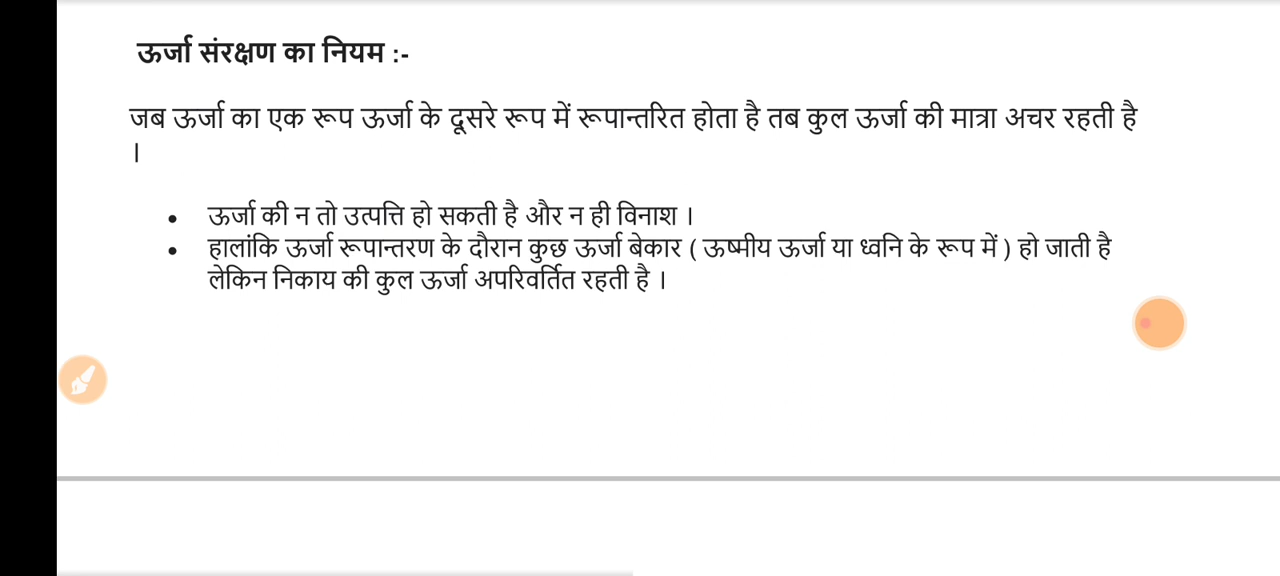 ऊर्जा संरक्षण का नियम :-
जब ऊर्जा का एक रूप ऊर्जा के दूसरे रूप में रूपान्तरित होता है तब कुल ऊर्जा की मात्रा अचर रहती है
।
• ऊर्जा की न तो उत्पत्ति हो सकती है और न ही विनाश ।
• हालांकि ऊर्जा रूपान्तरण के दौरान कुछ ऊर्जा बेकार ( ऊष्मीय ऊर्जा या ध्वनि के रूप में ) हो जाती है
लेकिन निकाय की कुल ऊर्जा अपरिवर्तित रहती है ।